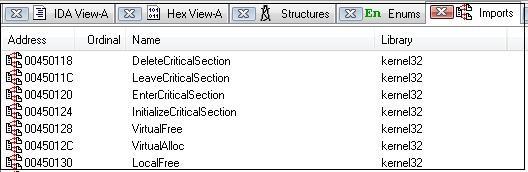 IDA View-A Hex View-A Structures En Enums Imports
Address Ordinal Name Library
00450118 DeleteCriticalSection kernel32
0045011C LeaveCriticalSection kernel32
00450120 EnterCriticalSection kernel32
00450124 InitializeCriticalSection kernel32
00450128 VirtualFree kernel32
0045012C VirtualAlloc kernel32
00450130 LocalFree kernel32